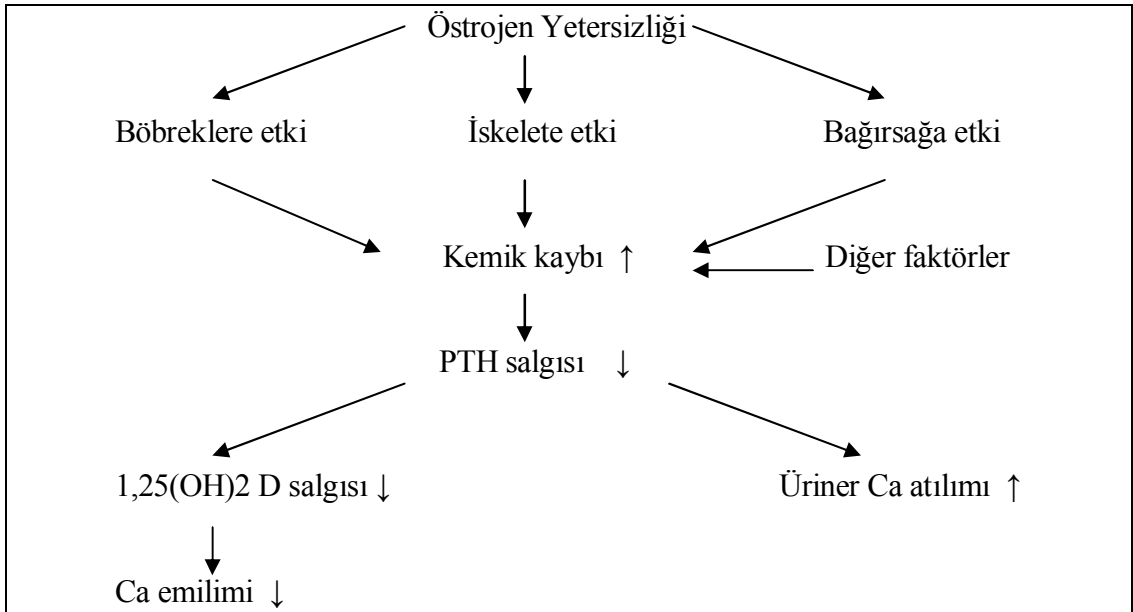 Östrojen Yetersizliği
Böbreklere etki İskelete etki Bağırsağa etki
Kemik kaybı ↑ Diğer faktörler
PTH salgısı ↓
1,25(OH)2 D salgısı ↓ Üriner Ca atılımı ↑
Ca emilimi ↓